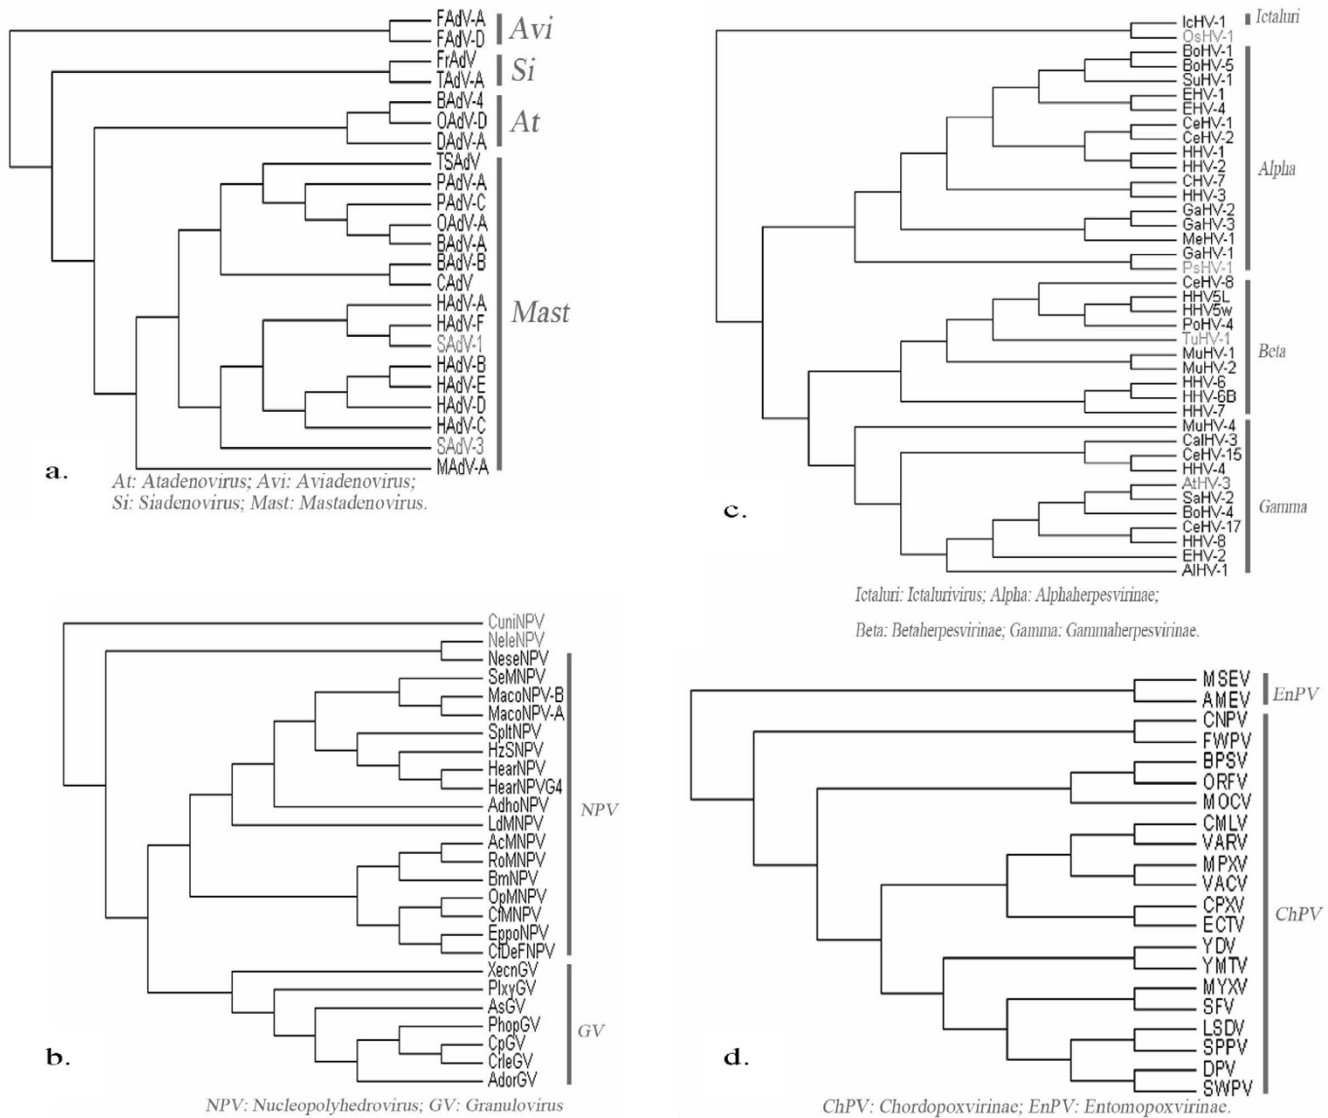 FAdV-A
FAdV-D
Avi
FrAdV
TAdV-A
Si
BAdV-4
OAdV-D
DAdV-A
At
TSAdV
PAdV-A
PAdV-C
OAdV-A
BAdV-A
BAdV-B
CAdV
HAdV-A
HAdV-F
SAdV-1
HAdV-B
HAdV-E
HAdV-D
HAdV-C
SAdV-3
MAdV-A
Mast
a.
At: Atadenovirus; Avi: Aviadenovirus;
Si: Siadenovirus; Mast: Mastadenovirus.
CuniNPV
NeleNPV
NeseNPV
SeMNPV
MacoNPV-B
MacoNPV-A
SpltNPV
HzSNPV
HearNPV
HearNPVG4
AdhoNPV
LdMNPV
AcMNPV
RoMNPV
BmNPV
OpMNPV
CfMNPV
EppoNPV
CfDeFNPV
NPV
XecnGV
PlxyGV
AsGV
PhopGV
CpGV
CrleGV
AdorGV
GV
b.
NPV: Nucleopolyhedrovirus; GV: Granulovirus
IcHV-1
OsHV-1
Ictaluri
BoHV-1
BoHV-5
SuHV-1
EHV-1
EHV-4
CeHV-1
CeHV-2
HHV-1
HHV-2
CHV-7
HHV-3
GaHV-2
GaHV-3
MeHV-1
GaHV-1
PsHV-1
Alpha
CeHV-8
HHV5L
HHV5w
PoHV-4
TuHV-1
MuHV-1
MuHV-2
HHV-6
HHV-6B
HHV-7
Beta
MuHV-4
CalHV-3
CeHV-15
HHV-4
AtHV-3
SaHV-2
BoHV-4
CeHV-17
HHV-8
EHV-2
AlHV-1
Gamma
c.
Ictaluri: Ictalurivirus; Alpha: Alphaherpesvirinae;
Beta: Betaherpesvirinae; Gamma: Gammaherpesvirinae.
MSEV
AMEV
EnPV
CNPV
FWPV
BPSV
ORFV
MOCV
CMLV
VARV
MPXV
VACV
CPXV
ECTV
YDV
YMTV
MYXV
SFV
LSDV
SPPV
DPV
SWPV
ChPV
d.
ChPV: Chordopoxvirinae; EnPV: Entomopoxvirinae.